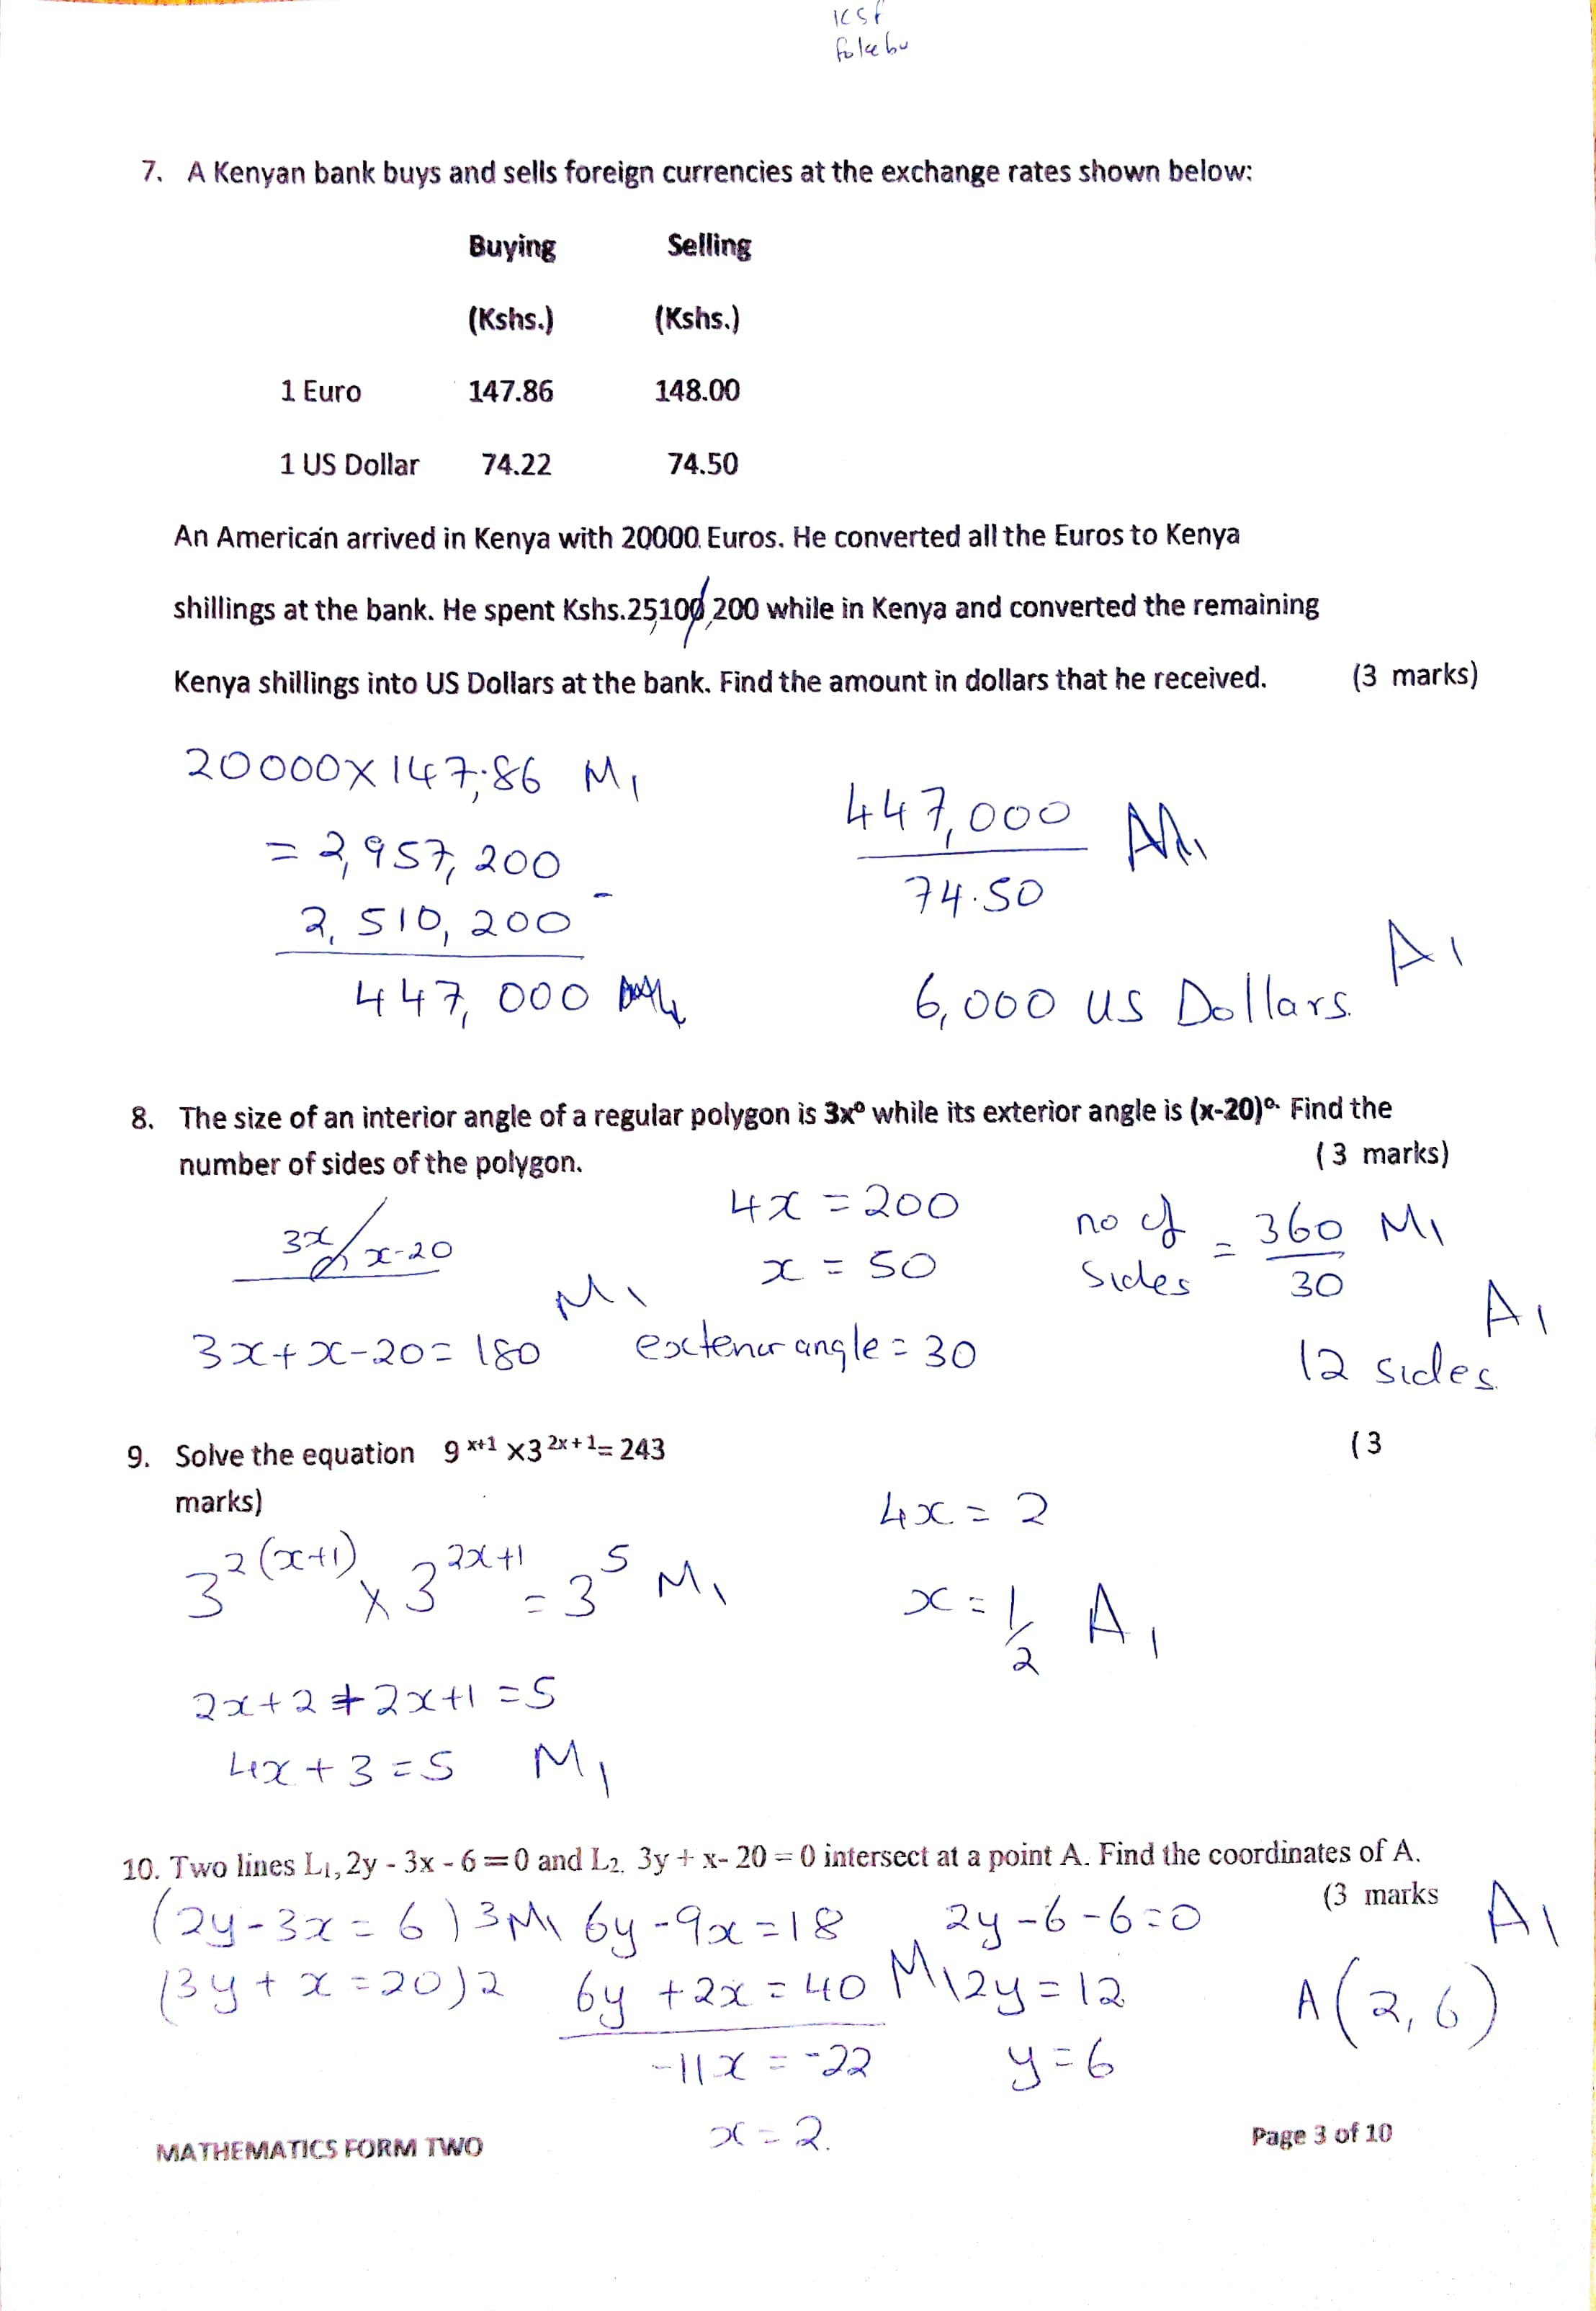 7. A Kenyan bank buys and sells foreign currencies at the exchange rates shown below:
Buying Selling
(Kshs.) (Kshs.)
1 Euro 147.86 148.00
1 US Dollar 74.22 74.50
An American arrived in Kenya with 20000 Euros. He converted all the Euros to Kenya
shillings at the bank. He spent Kshs.25100,200 while in Kenya and converted the remaining
Kenya shillings into US Dollars at the bank. Find the amount in dollars that he received. (3 marks)
20000 × 147.86 M1
= 2,957,200
2,510,200 -
447,000
447,000
74.50
6,000 US Dollars. A1
8. The size of an interior angle of a regular polygon is 3x⁰ while its exterior angle is (x-20)⁰. Find the
number of sides of the polygon. (3 marks)
3x x-20
3x+x-20=180 M1
4x = 200
x = 50
exterior angle = 30
no of sides = 360/30 M1
12 sides A1
9. Solve the equation 9 ˣ⁺¹ ×3 ²ˣ⁺¹= 243 (3
marks)
3²⁽ˣ⁺¹⁾ × 3²ˣ⁺¹ = 3⁵ M1
2x+2+2x+1=5
4x+3=5 M1
4x = 2
x = 1/2 A1
10. Two lines L₁, 2y - 3x - 6 = 0 and L₂. 3y + x- 20 = 0 intersect at a point A. Find the coordinates of A.
(3 marks
(2y-3x=6)3 M1
(3y+x=20)2
6y-9x=18
6y+2x=40 M1
-11x=-22
x=2.
2y-6-6=0
2y=12
y=6
A1
A(2,6)
MATHEMATICS FORM TWO Page 3 of 10